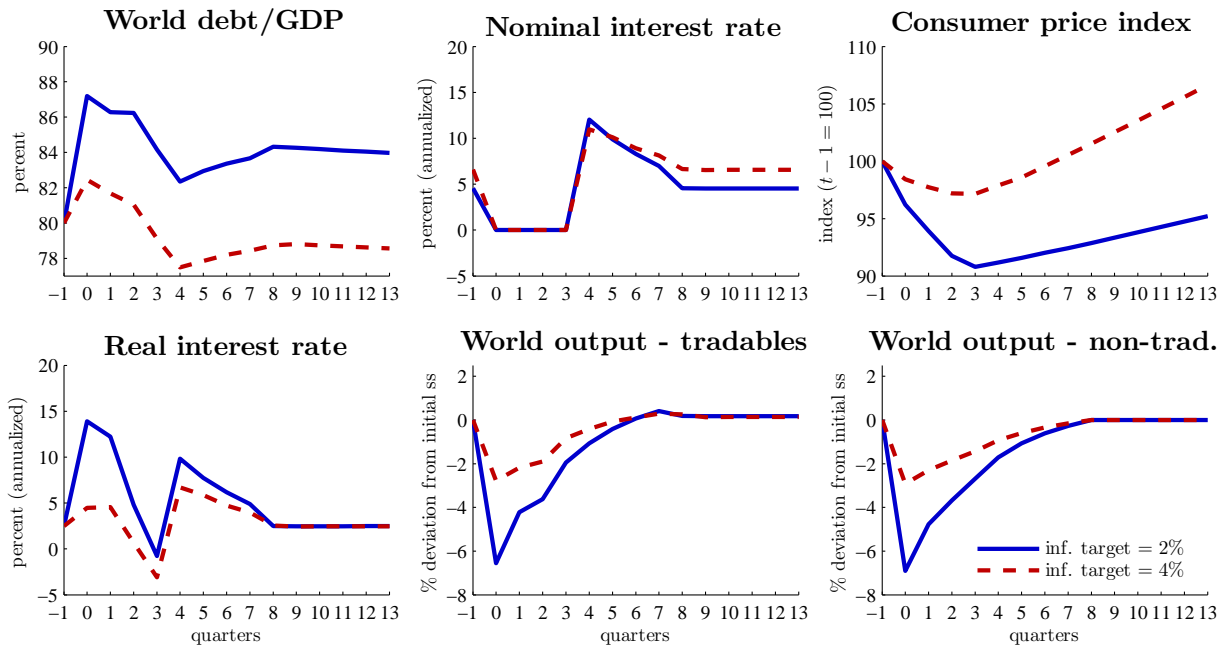 World debt/GDP
percent
90
88
86
84
82
80
78
−1 0 1 2 3 4 5 6 7 8 9 10 11 12 13
Nominal interest rate
percent (annualized)
20
15
10
5
0
−5
−1 0 1 2 3 4 5 6 7 8 9 10 11 12 13
Consumer price index
index (t − 1 = 100)
110
105
100
95
90
−1 0 1 2 3 4 5 6 7 8 9 10 11 12 13
Real interest rate
percent (annualized)
20
15
10
5
0
−5
−1 0 1 2 3 4 5 6 7 8 9 10 11 12 13
quarters
World output - tradables
% deviation from initial ss
2
0
−2
−4
−6
−8
−1 0 1 2 3 4 5 6 7 8 9 10 11 12 13
quarters
World output - non-trad.
% deviation from initial ss
2
0
−2
−4
−6
−8
inf. target = 2%
inf. target = 4%
−1 0 1 2 3 4 5 6 7 8 9 10 11 12 13
quarters